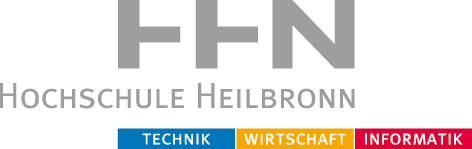 HHN
HOCHSCHULE HEILBRONN
TECHNIK WIRTSCHAFT INFORMATIK